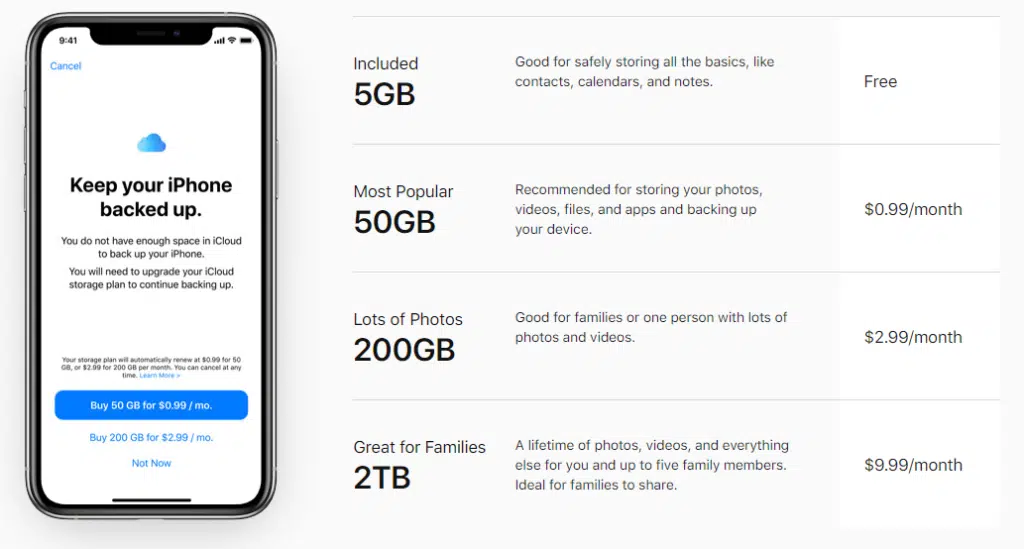 9:41
Cancel
Keep your iPhone
backed up.
You do not have enough space in iCloud
to back up your iPhone.
You will need to upgrade your iCloud
storage plan to continue backing up.
Your storage plan will automatically renew at $0.99 for 50
GB, or $2.99 for 200 GB per month. You can cancel at any
time. Learn More >
Buy 50 GB for $0.99 / mo.
Buy 200 GB for $2.99 / mo.
Not Now
Included
5GB
Good for safely storing all the basics, like
contacts, calendars, and notes.
Free
Most Popular
50GB
Recommended for storing your photos,
videos, files, and apps and backing up
your device.
$0.99/month
Lots of Photos
200GB
Good for families or one person with lots of
photos and videos.
$2.99/month
Great for Families
2TB
A lifetime of photos, videos, and everything
else for you and up to five family members.
Ideal for families to share.
$9.99/month